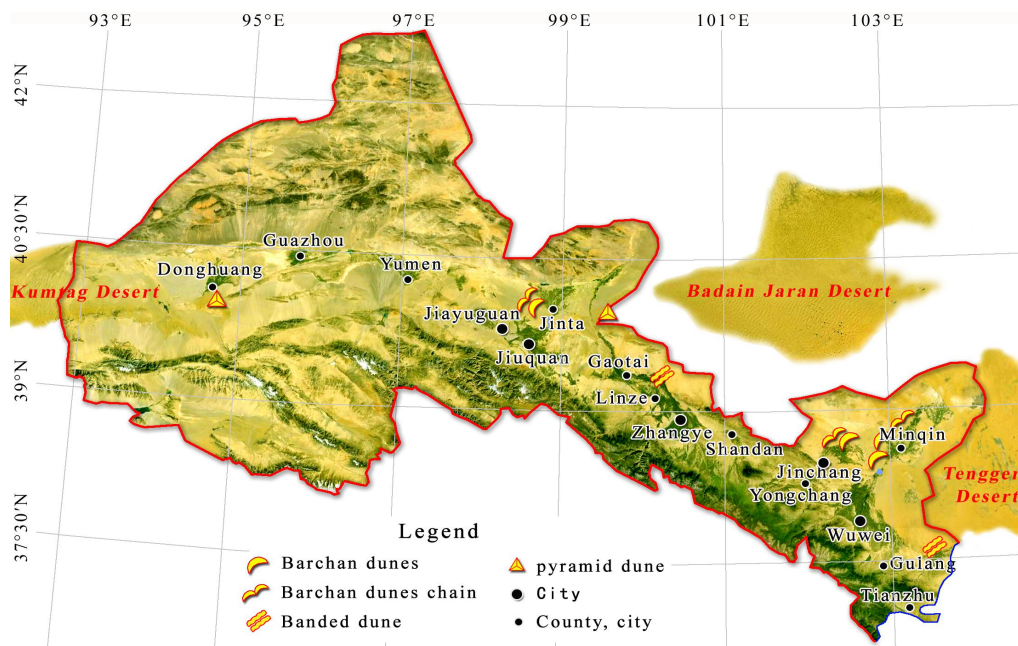 93°E 95°E 97°E 99°E 101°E 103°E
42°N
40°30'N
39°N
37°30'N
Guazhou
Donghuang
Yumen
Kumtag Desert
Badain Jaran Desert
Jiayuguan
Jinta
Jiuquan
Gaotai
Linze
Zhangye
Shandan
Minqin
Jinchang
Yongchang
Tengger
Desert
Wuwei
Gulang
Tianzhu
Legend
Barchan dunes
Barchan dunes chain
Banded dune
pyramid dune
City
County, city